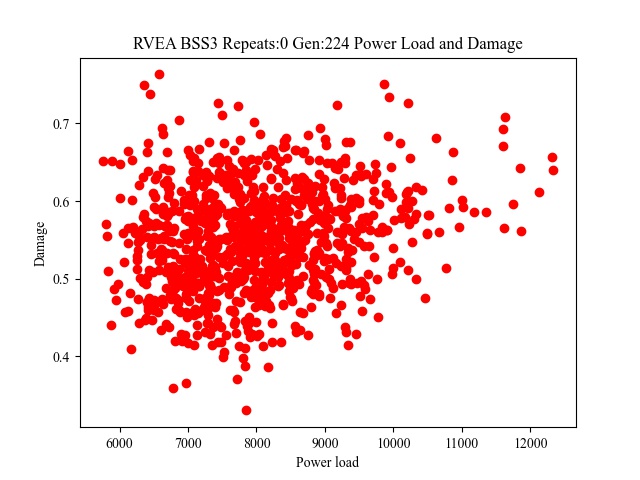 RVEA BSS3 Repeats:0 Gen:224 Power Load and Damage
0.7
0.6
0.5
0.4
Damage
6000 7000 8000 9000 10000 11000 12000
Power load